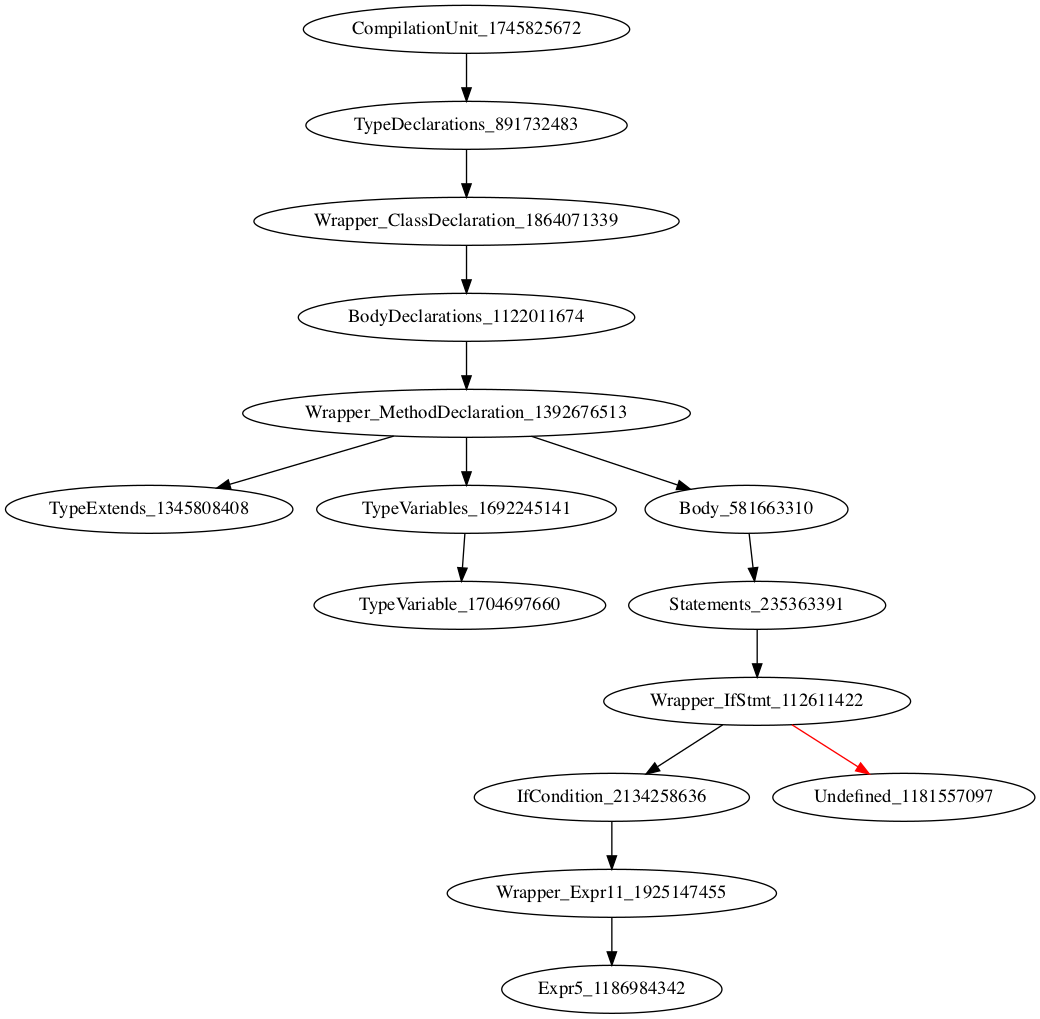 CompilationUnit_1745825672
TypeDeclarations_891732483
Wrapper_ClassDeclaration_1864071339
BodyDeclarations_1122011674
Wrapper_MethodDeclaration_1392676513
TypeExtends_1345808408
TypeVariables_1692245141
Body_581663310
TypeVariable_1704697660
Statements_235363391
Wrapper_IfStmt_112611422
IfCondition_2134258636
Undefined_1181557097
Wrapper_Expr11_1925147455
Expr5_1186984342